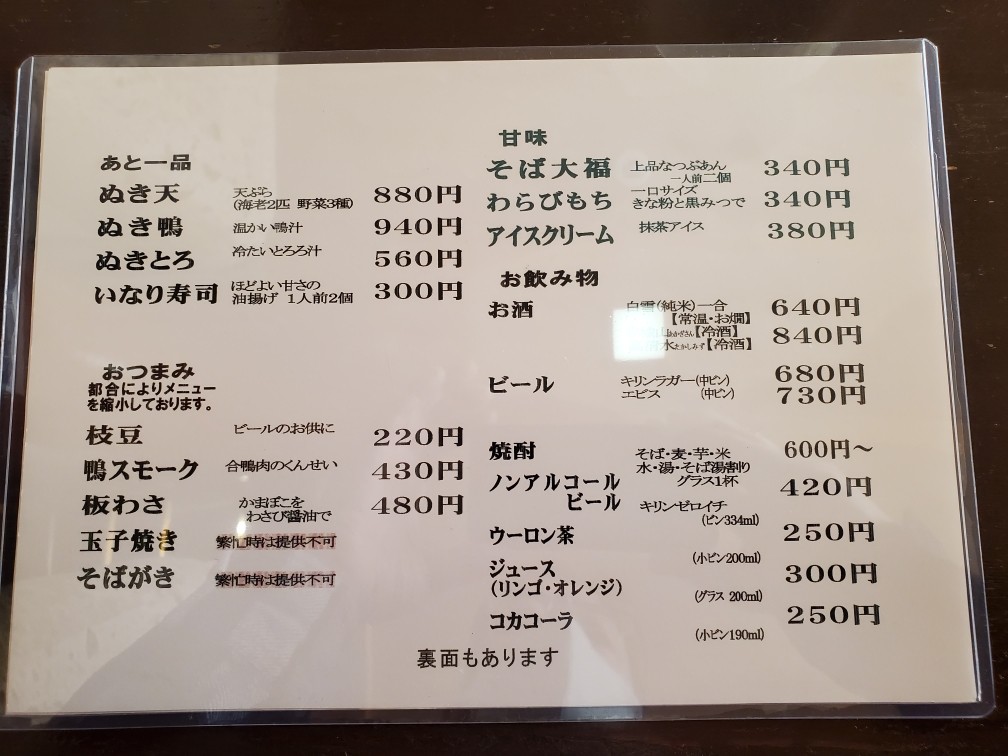 あと一品
ぬき天 天ぷら (海老2匹 野菜3種) 880円
ぬき鴨 温かい鴨汁 940円
ぬきとろ 冷たいとろろ汁 560円
いなり寿司 ほどよい甘さの 油揚げ 1人前2個 300円
おつまみ
都合によりメニュー
を縮小しております。
枝豆 ビールのお供に 220円
鴨スモーク 合鴨肉のくんせい 430円
板わさ かまぼこを わさび醤油で 480円
玉子焼き 繁忙時は提供不可
そばがき 繁忙時は提供不可
甘味
そば大福 上品なつぶあん 一人前二個 340円
わらびもち 一口サイズ きな粉と黒みつで 340円
アイスクリーム 抹茶アイス 380円
お飲み物
お酒 白雪(純米)一合 640円
【常温・お燗】
【冷酒】 840円
水たかしみず【冷酒】
ビール キリンラガー(中ビン) 680円
エビス (中ビン) 730円
焼酎 そば・麦・芋・米 600円～
水・湯・そば湯割り
グラス1杯
ノンアルコール 420円
ビール キリンゼロイチ
(ビン334ml)
ウーロン茶 250円
(小ビン200ml)
ジュース 300円
(リンゴ・オレンジ)
(グラス 200ml)
コカコーラ 250円
(小ビン190ml)
裏面もあります